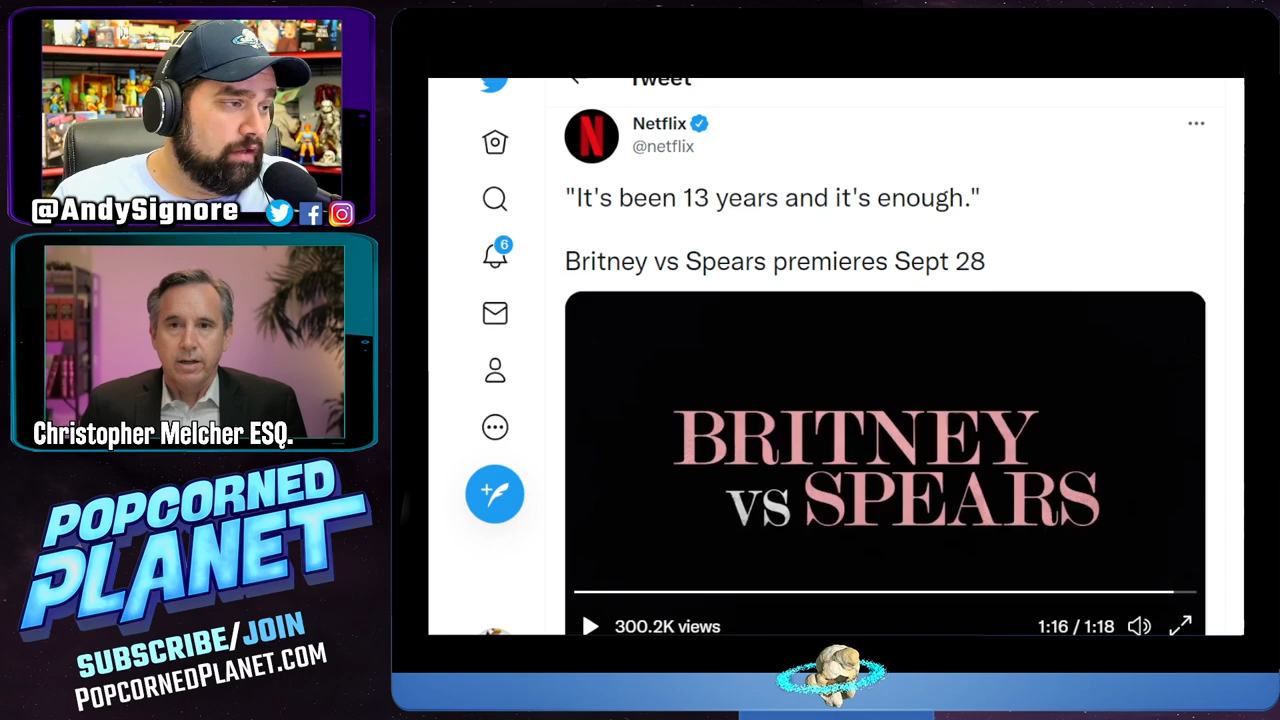 @AndySignore
Christopher Melcher ESQ.
POPCORNED
PLANET
SUBSCRIBE/JOIN
POPCORNEDPLANET.COM
Tweet
N
Netflix
@netflix
"It's been 13 years and it's enough."
Britney vs Spears premieres Sept 28
6
BRITNEY
VS SPEARS
300.2K views
1:16 / 1:18